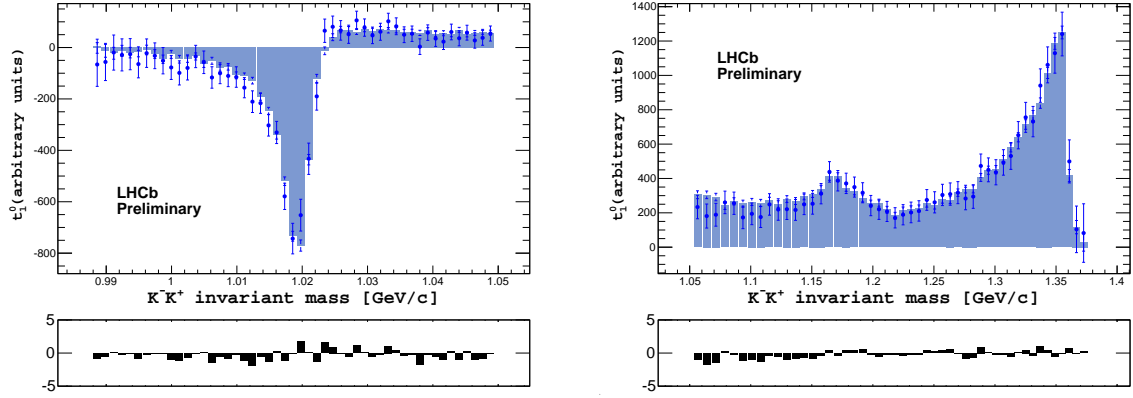 t₁⁰(arbitrary units)
0
-200
-400
-600
-800
LHCb
Preliminary
0.99 1 1.01 1.02 1.03 1.04 1.05
K⁻K⁺ invariant mass [GeV/c]
5
0
-5
t₁⁰(arbitrary units)
1400
1200
1000
800
600
400
200
0
LHCb
Preliminary
1.05 1.1 1.15 1.2 1.25 1.3 1.35 1.4
K⁻K⁺ invariant mass [GeV/c]
5
0
-5